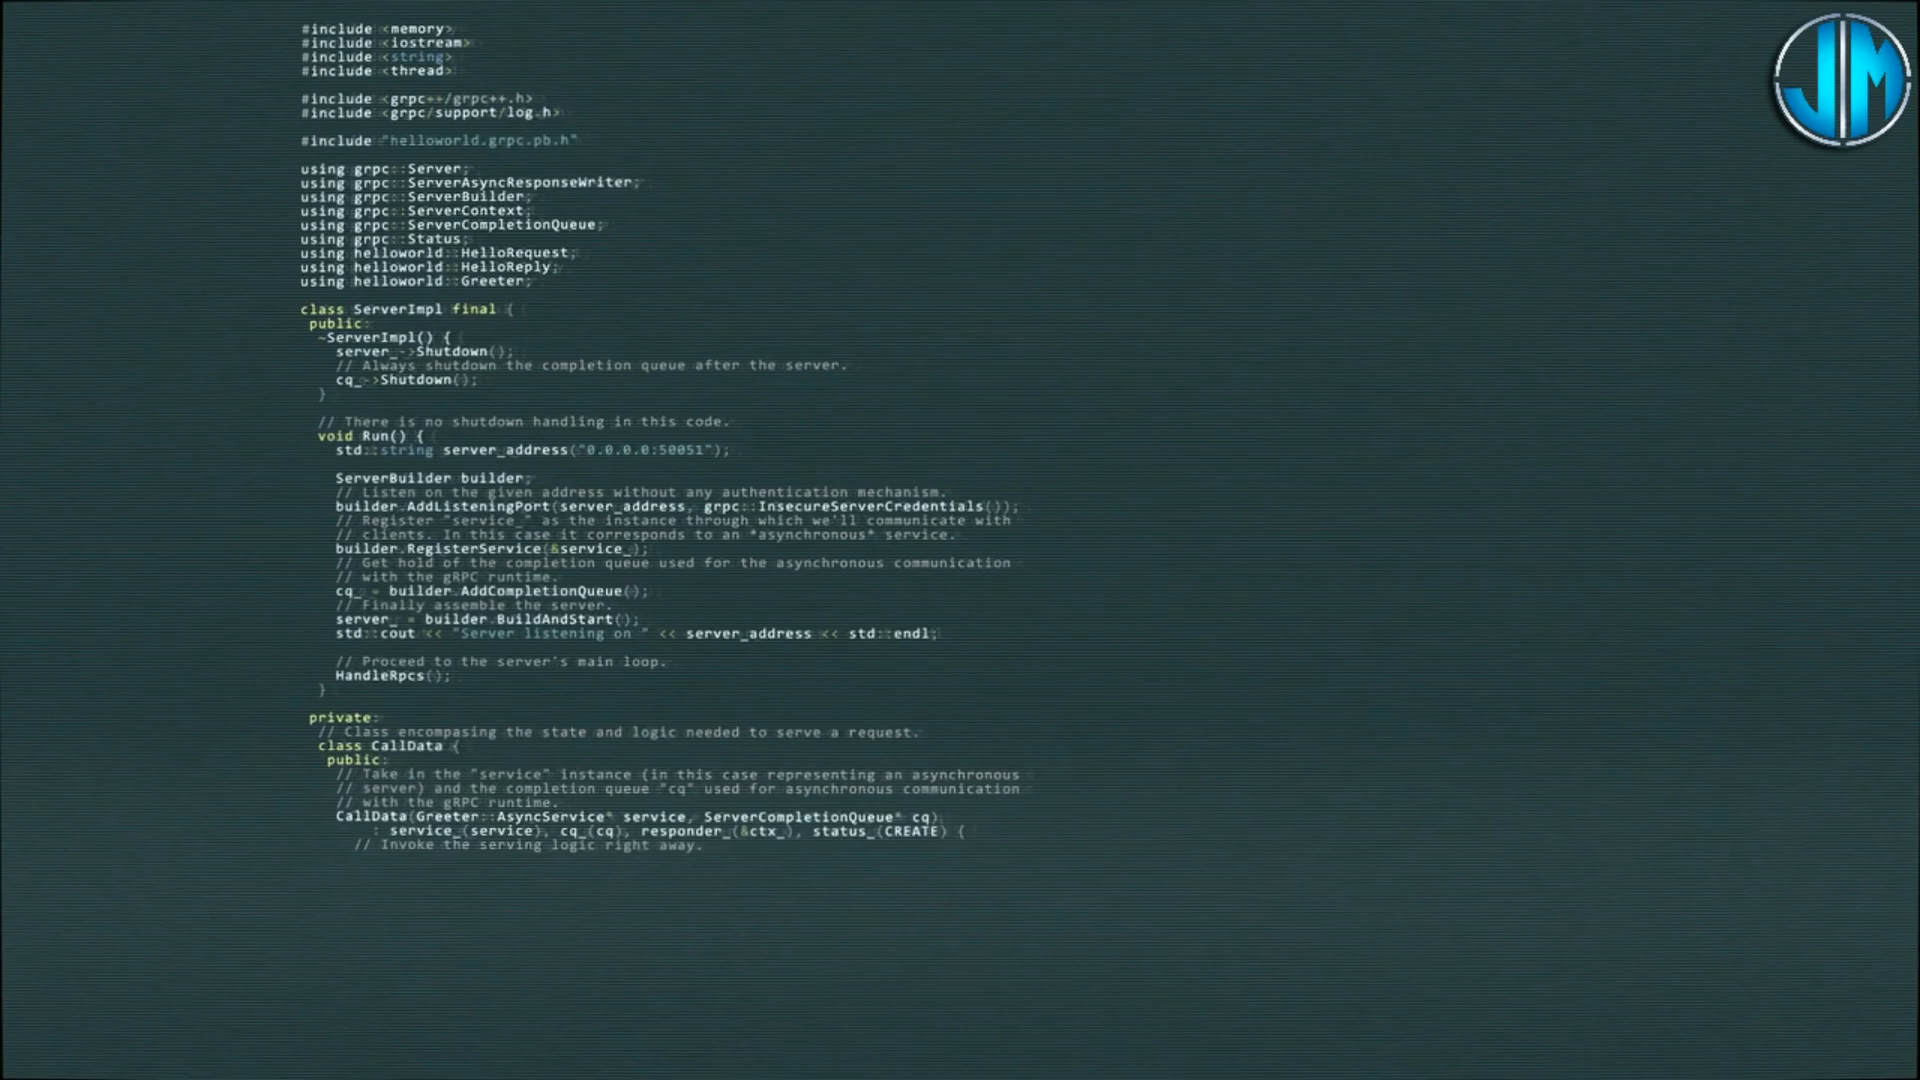 #include <memory>
#include <iostream>
#include <string>
#include <thread>
#include <grpc++/grpc++.h>
#include <grpc/support/log.h>
#include "helloworld.grpc.pb.h"
using grpc::Server;
using grpc::ServerAsyncResponseWriter;
using grpc::ServerBuilder;
using grpc::ServerContext;
using grpc::ServerCompletionQueue;
using grpc::Status;
using helloworld::HelloRequest;
using helloworld::HelloReply;
using helloworld::Greeter;
class ServerImpl final {
public:
~ServerImpl() {
server_->Shutdown();
// Always shutdown the completion queue after the server.
cq_->Shutdown();
}
// There is no shutdown handling in this code.
void Run() {
std::string server_address("0.0.0.0:50051");
ServerBuilder builder;
// Listen on the given address without any authentication mechanism.
builder.AddListeningPort(server_address, grpc::InsecureServerCredentials());
// Register "service_" as the instance through which we'll communicate with
// clients. In this case it corresponds to an *asynchronous* service.
builder.RegisterService(&service_);
// Get hold of the completion queue used for the asynchronous communication
// with the gRPC runtime.
cq_ = builder.AddCompletionQueue();
// Finally assemble the server.
server_ = builder.BuildAndStart();
std::cout << "Server listening on " << server_address << std::endl;
// Proceed to the server's main loop.
HandleRpcs();
}
private:
// Class encompasing the state and logic needed to serve a request.
class CallData {
public:
// Take in the "service" instance (in this case representing an asynchronous
// server) and the completion queue "cq" used for asynchronous communication
// with the gRPC runtime.
CallData(Greeter::AsyncService* service, ServerCompletionQueue* cq)
: service_(service), cq_(cq), responder_(&ctx_), status_(CREATE) {
// Invoke the serving logic right away.
JM